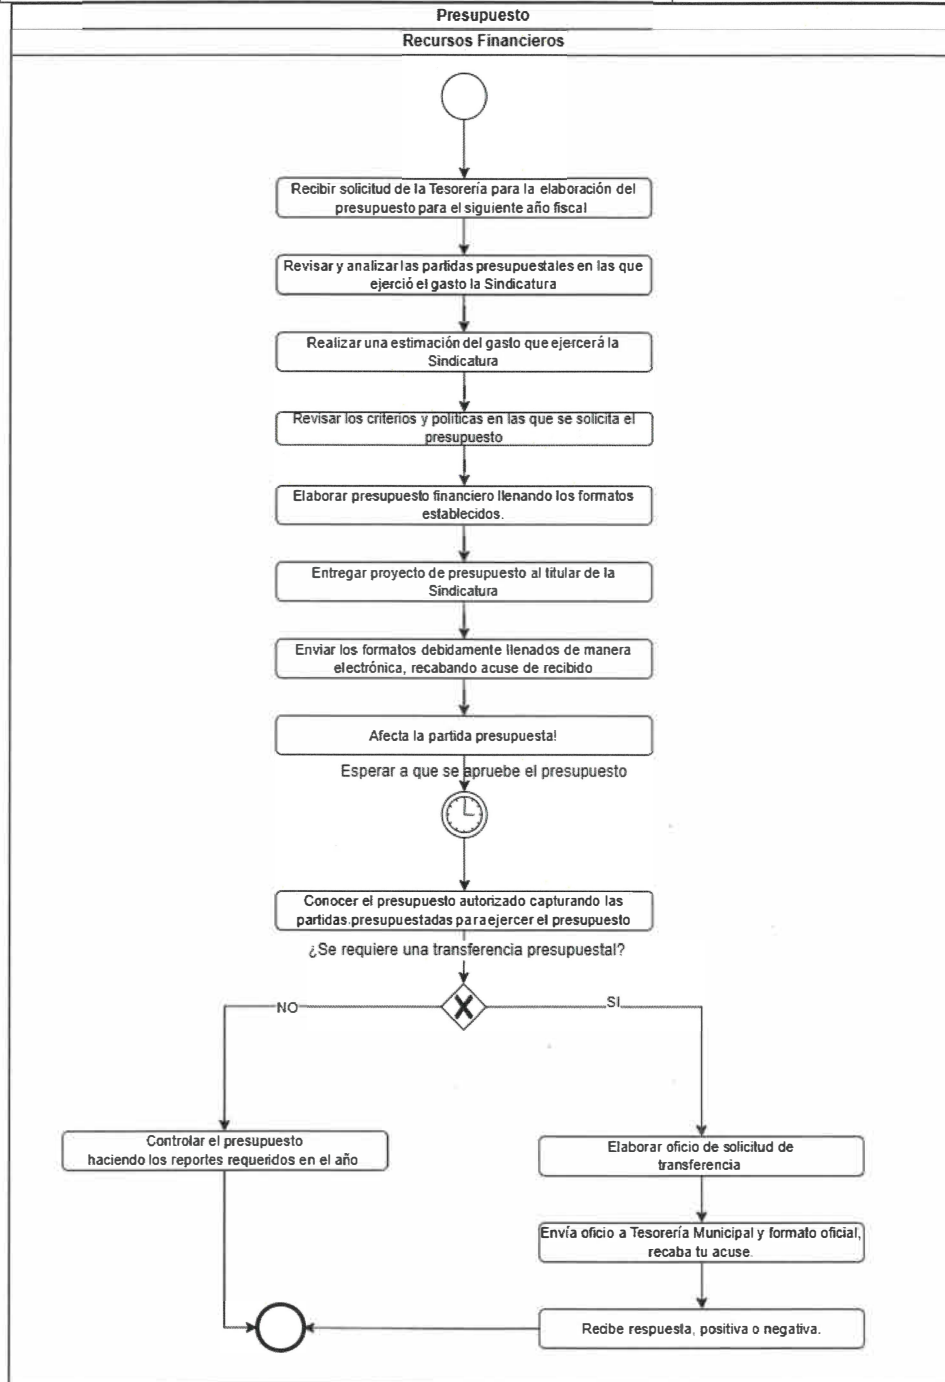 Presupuesto
Recursos Financieros
Recibir solicitud de la Tesorería para la elaboración del
presupuesto para el siguiente año fiscal
Revisar y analizar las partidas presupuestales en las que
ejerció el gasto la Sindicatura
Realizar una estimación del gasto que ejercerá la
Sindicatura
Revisar los criterios y políticas en las que se solicita el
presupuesto
Elaborar presupuesto financiero llenando los formatos
establecidos.
Entregar proyecto de presupuesto al titular de la
Sindicatura
Enviar los formatos debidamente llenados de manera
electrónica, recabando acuse de recibido
Afecta la partida presupuesta!
Esperar a que se apruebe el presupuesto
Conocer el presupuesto autorizado capturando las
partidas.presupuestadas para ejercer el presupuesto
¿Se requiere una transferencia presupuestal?
NO
SI
Controlar el presupuesto
haciendo los reportes requeridos en el año
Elaborar oficio de solicitud de
transferencia
Envía oficio a Tesorería Municipal y formato oficial,
recaba tu acuse.
Recibe respuesta, positiva o negativa.